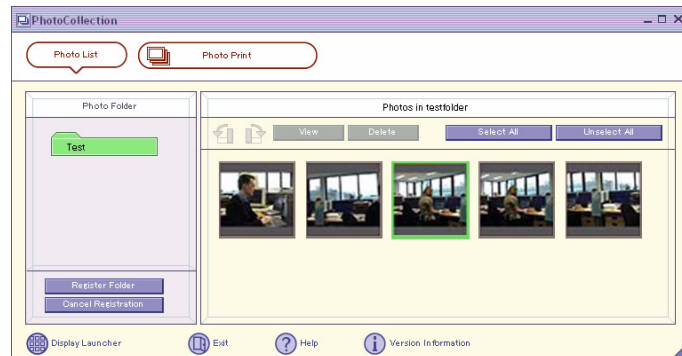 PhotoCollection
Photo List
Photo Print
Photo Folder
Photos in testfolder
View
Delete
Select All
Unselect All
Test
Register Folder
Cancel Registration
Display Launcher
Exit
Help
Version Information